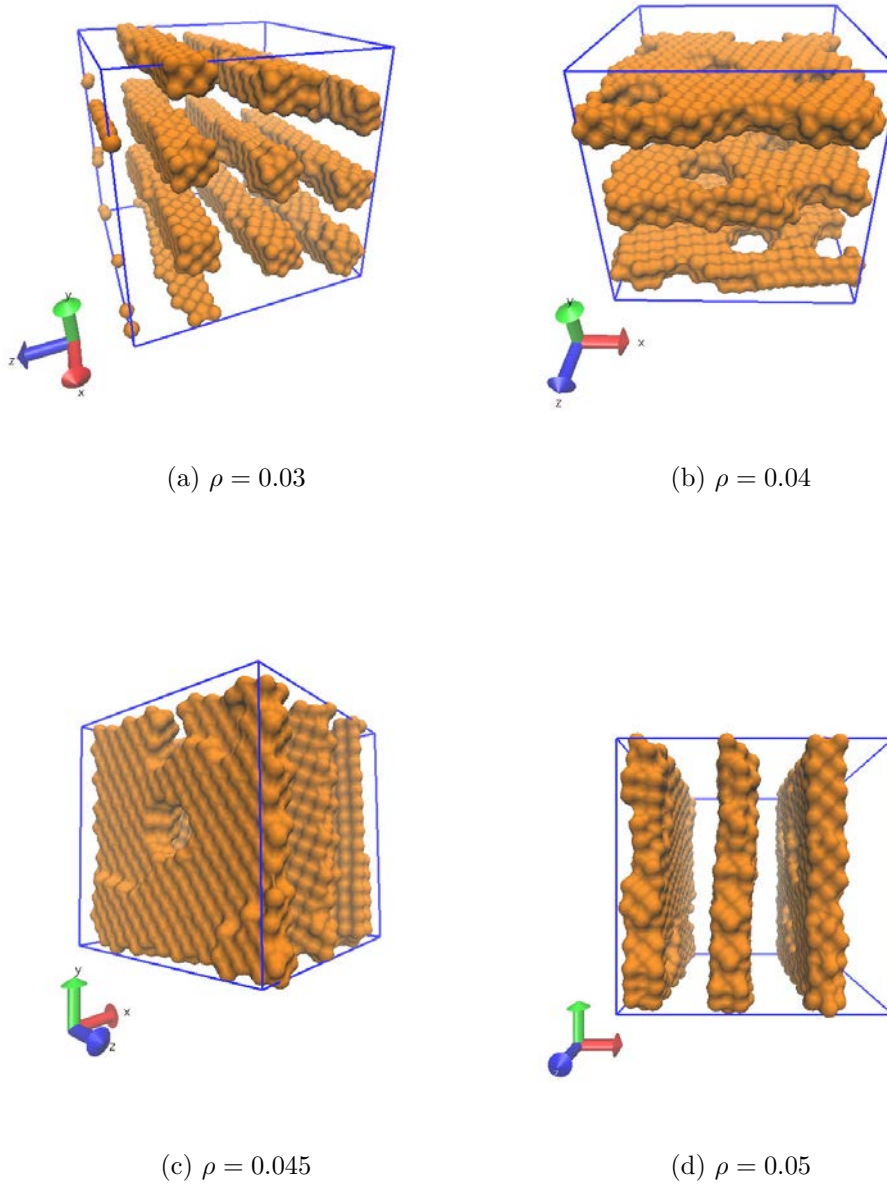 y
z
x
y
x
z
(a) ρ = 0.03
(b) ρ = 0.04
y
x
z
z
(c) ρ = 0.045
(d) ρ = 0.05